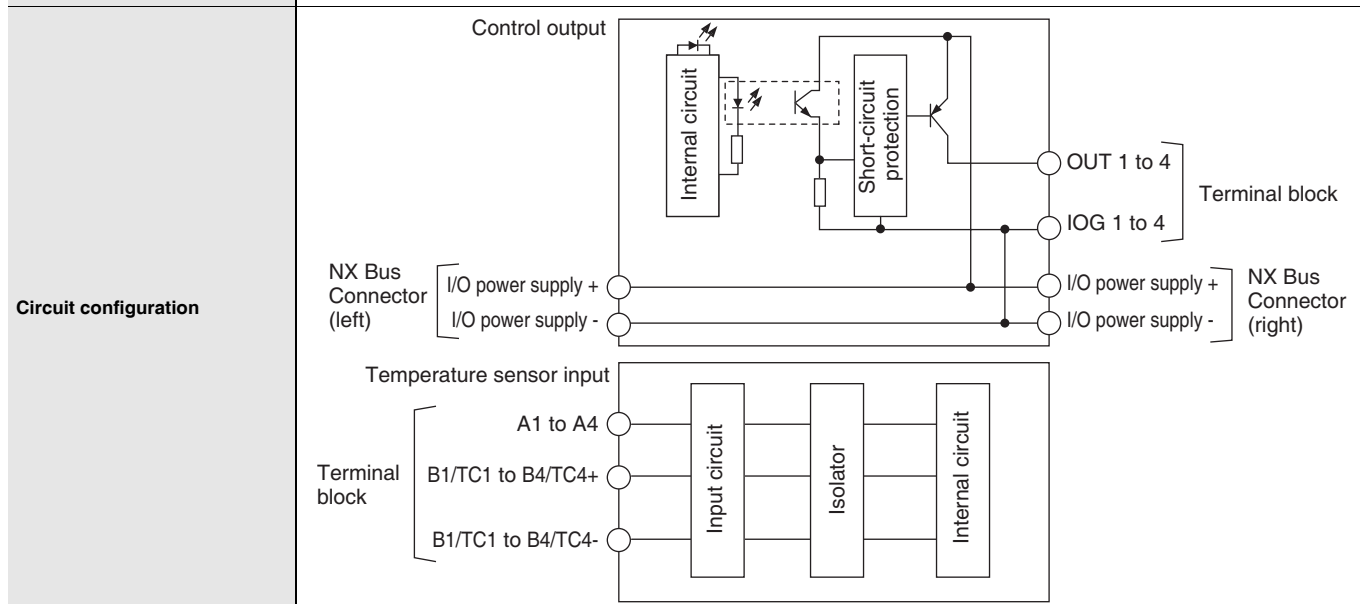 Circuit configuration
Control output
Internal circuit
Short-circuit
protection
OUT 1 to 4
IOG 1 to 4
Terminal block
NX Bus
Connector
(left)
I/O power supply +
I/O power supply -
I/O power supply +
I/O power supply -
NX Bus
Connector
(right)
Temperature sensor input
Terminal
block
A1 to A4
B1/TC1 to B4/TC4+
B1/TC1 to B4/TC4-
Input circuit
Isolator
Internal circuit